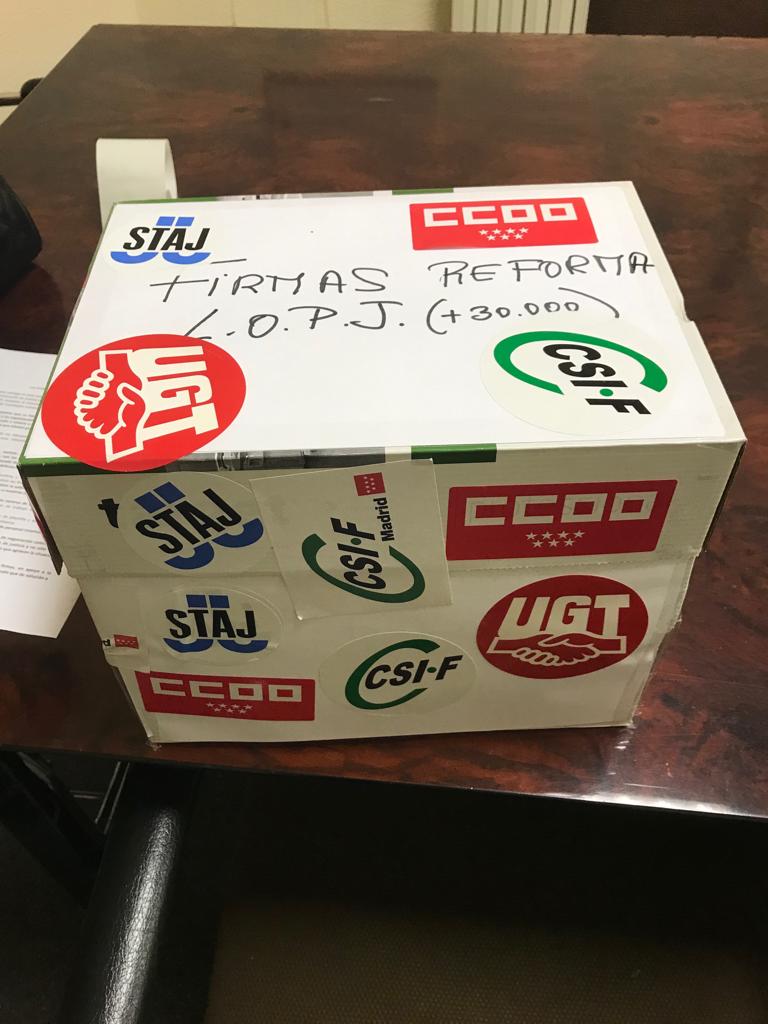 STAJ
CCOO
FIRMAS REFORMA
L.O.P.J. (+30.000)
UGT
CSI·F
STAJ
CSI·F
Madrid
CCOO
STAJ
UGT
CCOO
CSI·F